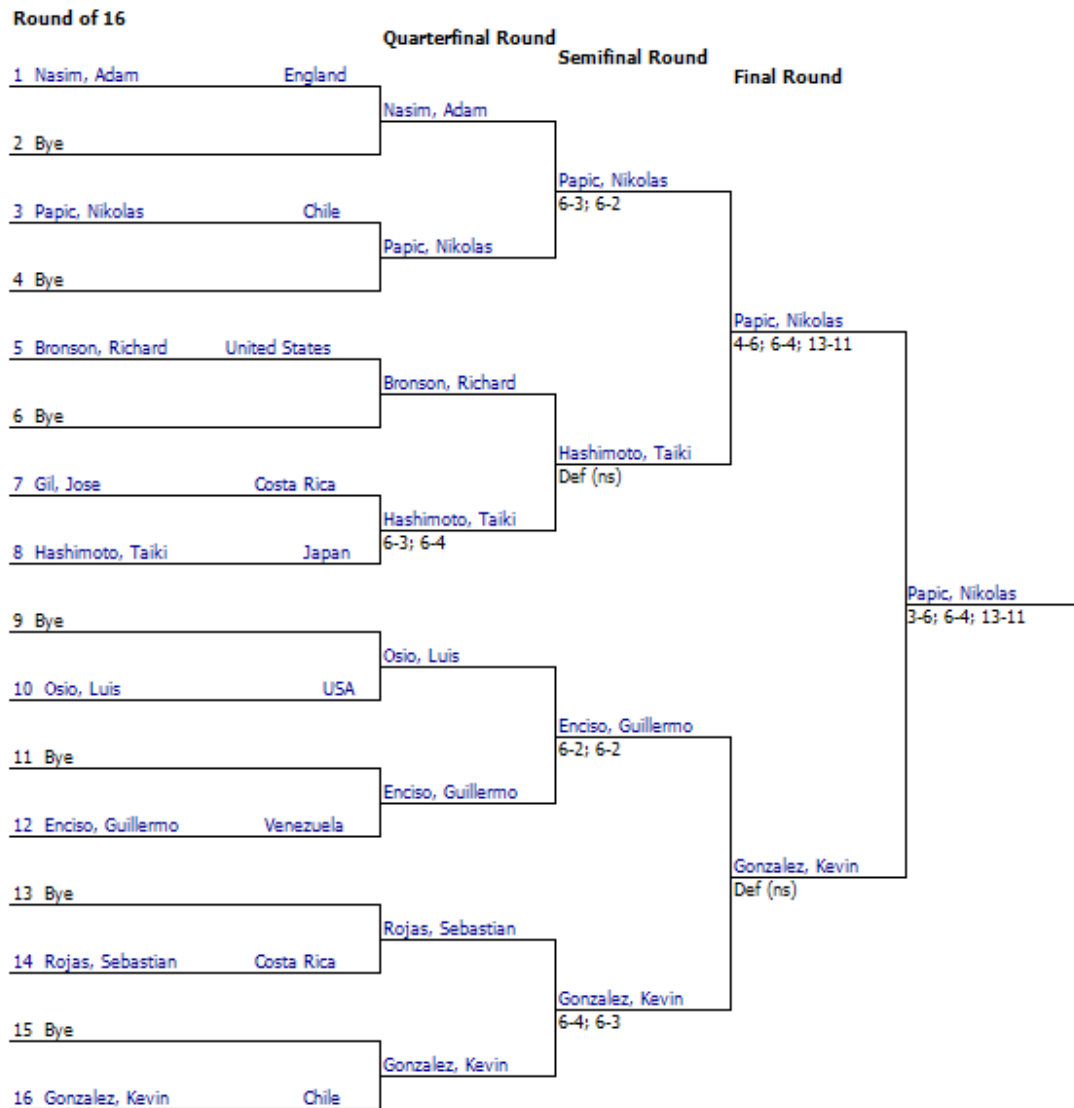 Round of 16
Quarterfinal Round
Semifinal Round
Final Round
1 Nasim, Adam England
Nasim, Adam
2 Bye
Papic, Nikolas
6-3; 6-2
3 Papic, Nikolas Chile
Papic, Nikolas
4 Bye
Papic, Nikolas
4-6; 6-4; 13-11
5 Bronson, Richard United States
Bronson, Richard
6 Bye
Hashimoto, Taiki
Def (ns)
7 Gil, Jose Costa Rica
Hashimoto, Taiki
6-3; 6-4
8 Hashimoto, Taiki Japan
Papic, Nikolas
3-6; 6-4; 13-11
9 Bye
Osio, Luis
10 Osio, Luis USA
Enciso, Guillermo
6-2; 6-2
11 Bye
Enciso, Guillermo
12 Enciso, Guillermo Venezuela
Gonzalez, Kevin
Def (ns)
13 Bye
Rojas, Sebastian
14 Rojas, Sebastian Costa Rica
Gonzalez, Kevin
6-4; 6-3
15 Bye
Gonzalez, Kevin
16 Gonzalez, Kevin Chile